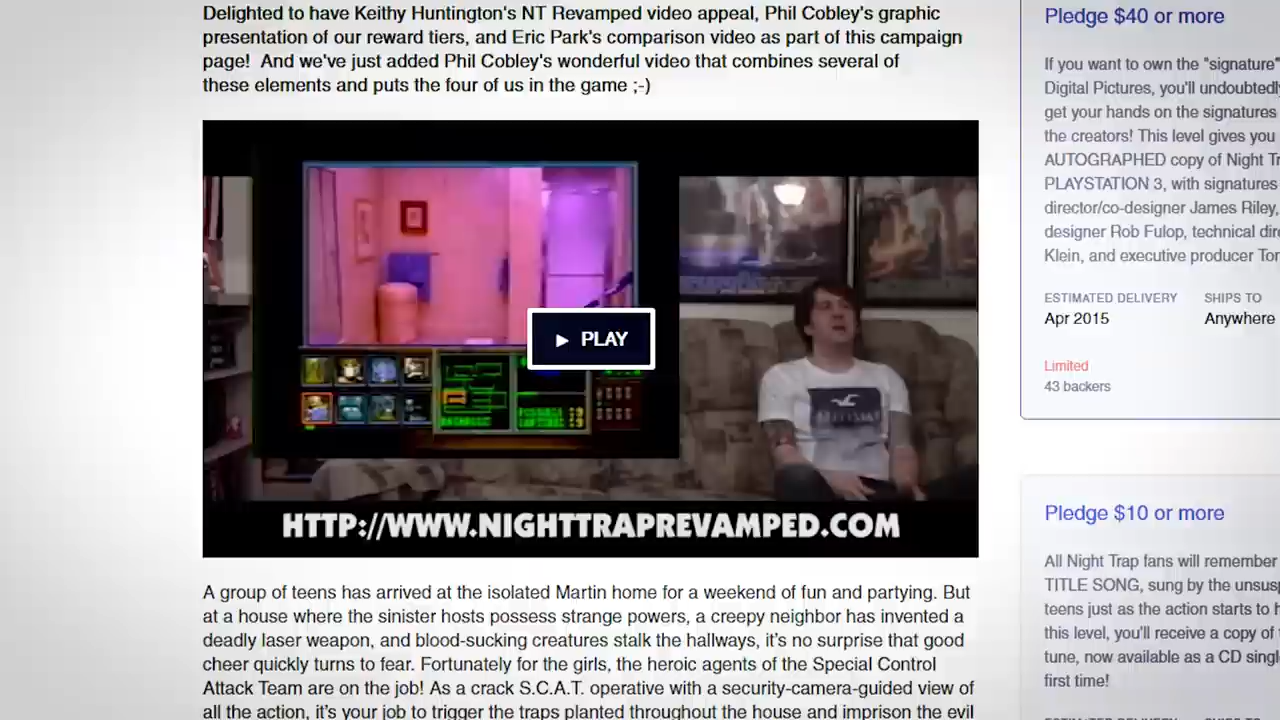 Delighted to have Keithy Huntington's NT Revamped video appeal, Phil Cobley's graphic
presentation of our reward tiers, and Eric Park's comparison video as part of this campaign
page! And we've just added Phil Cobley's wonderful video that combines several of
these elements and puts the four of us in the game ;-)
PLAY
HTTP://WWW.NIGHTTRAPREVAMPED.COM
A group of teens has arrived at the isolated Martin home for a weekend of fun and partying. But
at a house where the sinister hosts possess strange powers, a creepy neighbor has invented a
deadly laser weapon, and blood-sucking creatures stalk the hallways, it's no surprise that good
cheer quickly turns to fear. Fortunately for the girls, the heroic agents of the Special Control
Attack Team are on the job! As a crack S.C.A.T. operative with a security-camera-guided view of
all the action, it's your job to trigger the traps planted throughout the house and imprison the evil
Pledge $40 or more
If you want to own the "signature"
Digital Pictures, you'll undoubtedly
get your hands on the signatures
the creators! This level gives you
AUTOGRAPHED copy of Night
PLAYSTATION 3, with signatures
director/co-designer James Riley,
designer Rob Fulop, technical
Klein, and executive producer
ESTIMATED DELIVERY SHIPS TO
Apr 2015 Anywhere
Limited
43 backers
Pledge $10 or more
All Night Trap fans will remember
TITLE SONG, sung by the
teens just as the action starts to
this level, you'll receive a copy of
tune, now available as a CD
first time!